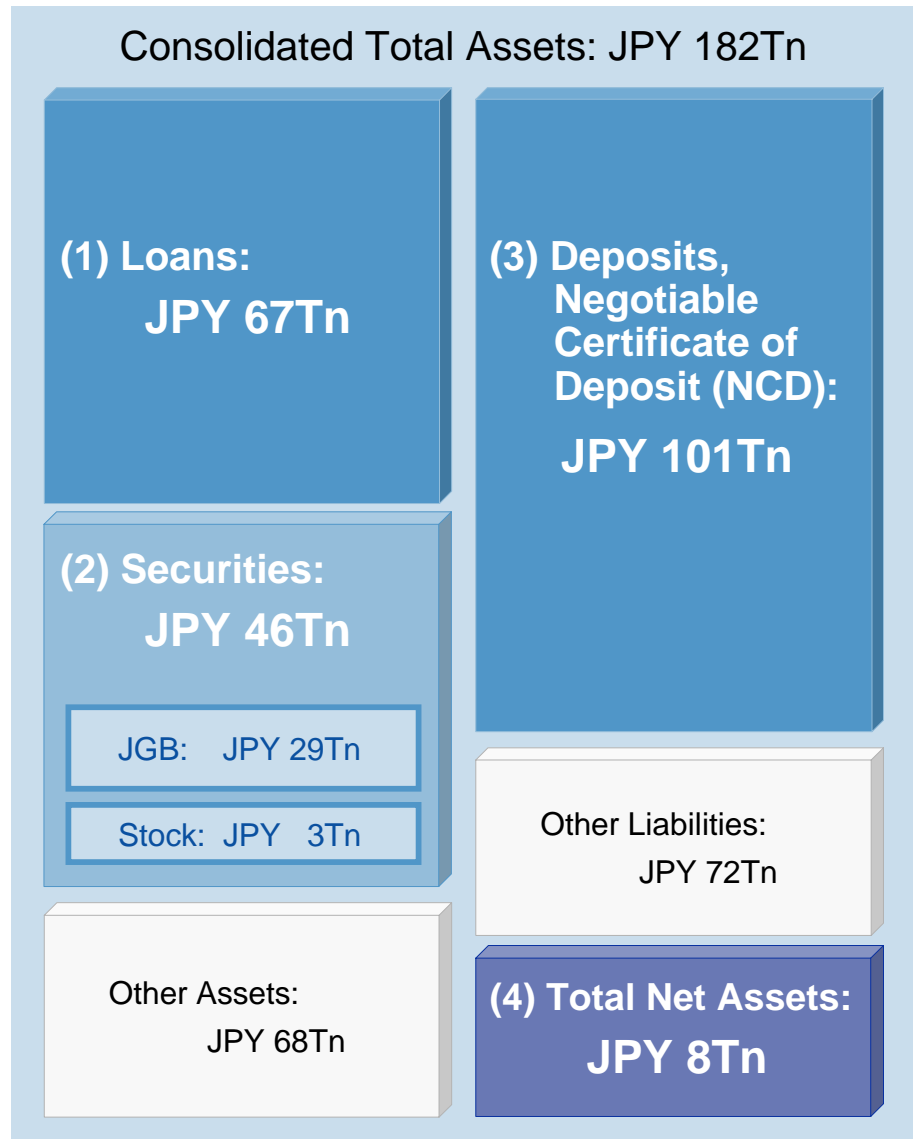 Consolidated Total Assets: JPY 182Tn
(1) Loans:
JPY 67Tn
(2) Securities:
JPY 46Tn
JGB: JPY 29Tn
Stock: JPY 3Tn
Other Assets:
JPY 68Tn
(3) Deposits,
Negotiable
Certificate of
Deposit (NCD):
JPY 101Tn
Other Liabilities:
JPY 72Tn
(4) Total Net Assets:
JPY 8Tn